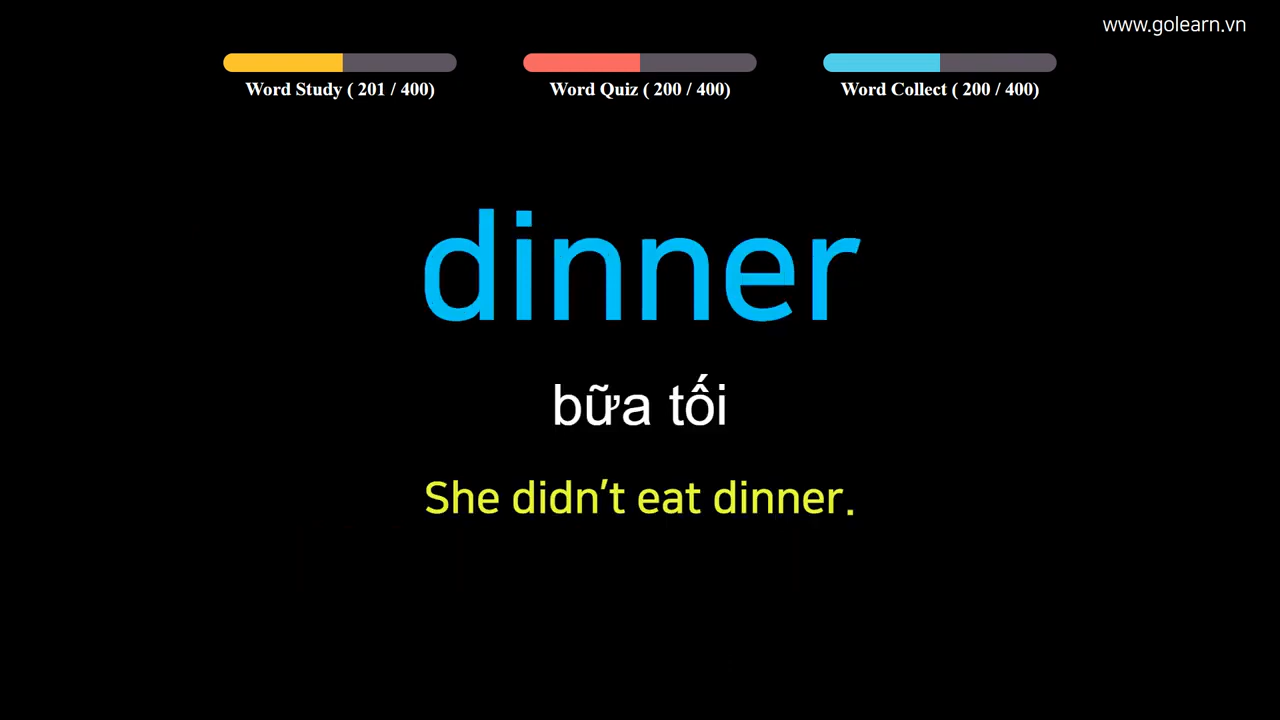 www.golearn.vn
Word Study ( 201 / 400)
Word Quiz ( 200 / 400)
Word Collect ( 200 / 400)
dinner
bữa tối
She didn't eat dinner.